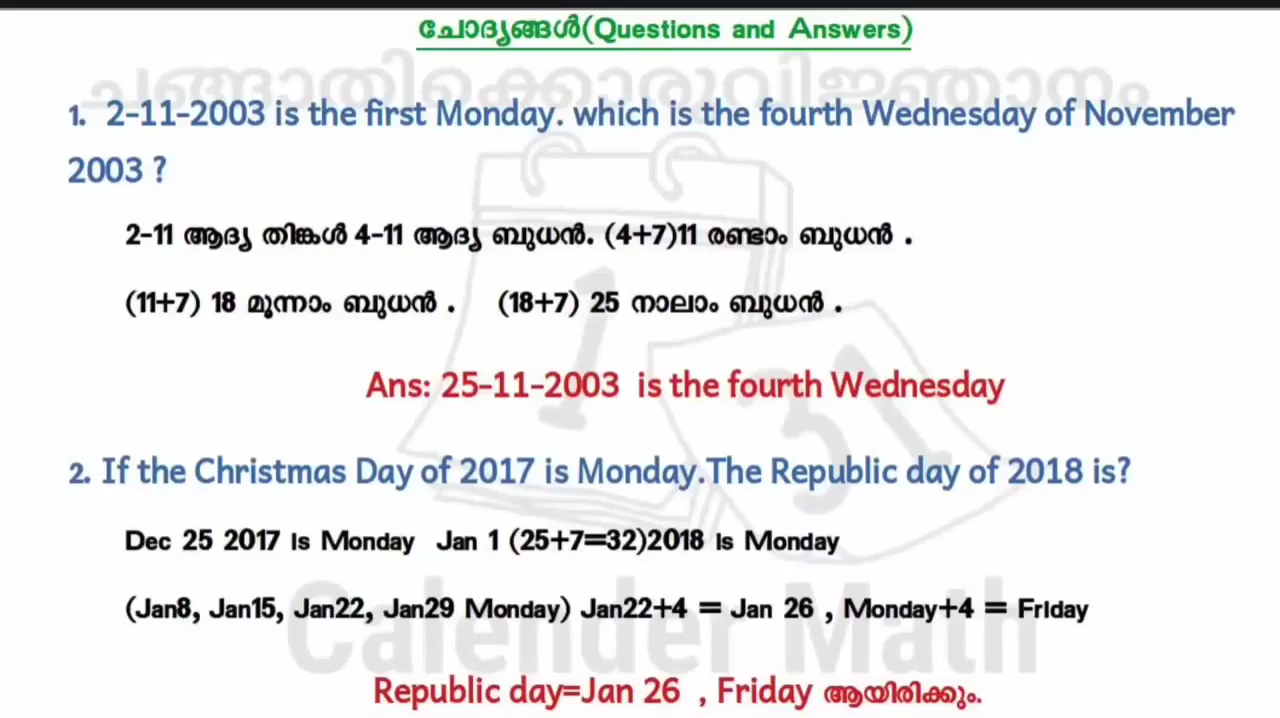 ചോദ്യങ്ങൾ(Questions and Answers)
ചങ്ങാതിക്കൊരുവിജ്ഞാനം
1. 2-11-2003 is the first Monday. which is the fourth Wednesday of November
2003 ?
2-11 ആദ്യ തിങ്കൾ 4-11 ആദ്യ ബുധൻ. (4+7)11 രണ്ടാം ബുധൻ .
(11+7) 18 മൂന്നാം ബുധൻ . (18+7) 25 നാലാം ബുധൻ .
1
31
Ans: 25-11-2003 is the fourth Wednesday
2. If the Christmas Day of 2017 is Monday.The Republic day of 2018 is?
Dec 25 2017 is Monday Jan 1 (25+7=32)2018 is Monday
(Jan8, Jan15, Jan22, Jan29 Monday) Jan22+4 = Jan 26 , Monday+4 = Friday
Calender Math
Republic day=Jan 26 , Friday ആയിരിക്കും.